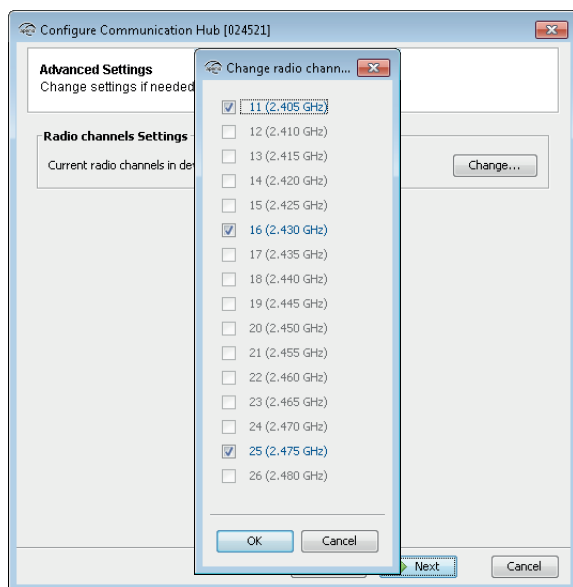 Configure Communication Hub [024521]
Advanced Settings
Change settings if needed
Radio channels Settings
Current radio channels in dev
Change...
Change radio chann...
11 (2.405 GHz)
12 (2.410 GHz)
13 (2.415 GHz)
14 (2.420 GHz)
15 (2.425 GHz)
16 (2.430 GHz)
17 (2.435 GHz)
18 (2.440 GHz)
19 (2.445 GHz)
20 (2.450 GHz)
21 (2.455 GHz)
22 (2.460 GHz)
23 (2.465 GHz)
24 (2.470 GHz)
25 (2.475 GHz)
26 (2.480 GHz)
OK Cancel
Next Cancel